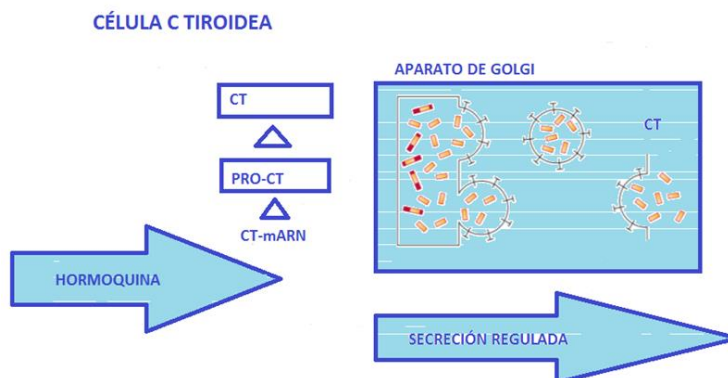 CÉLULA C TIROIDEA
APARATO DE GOLGI
CT
CT
PRO-CT
CT-mARN
HORMOQUINA
SECRECIÓN REGULADA